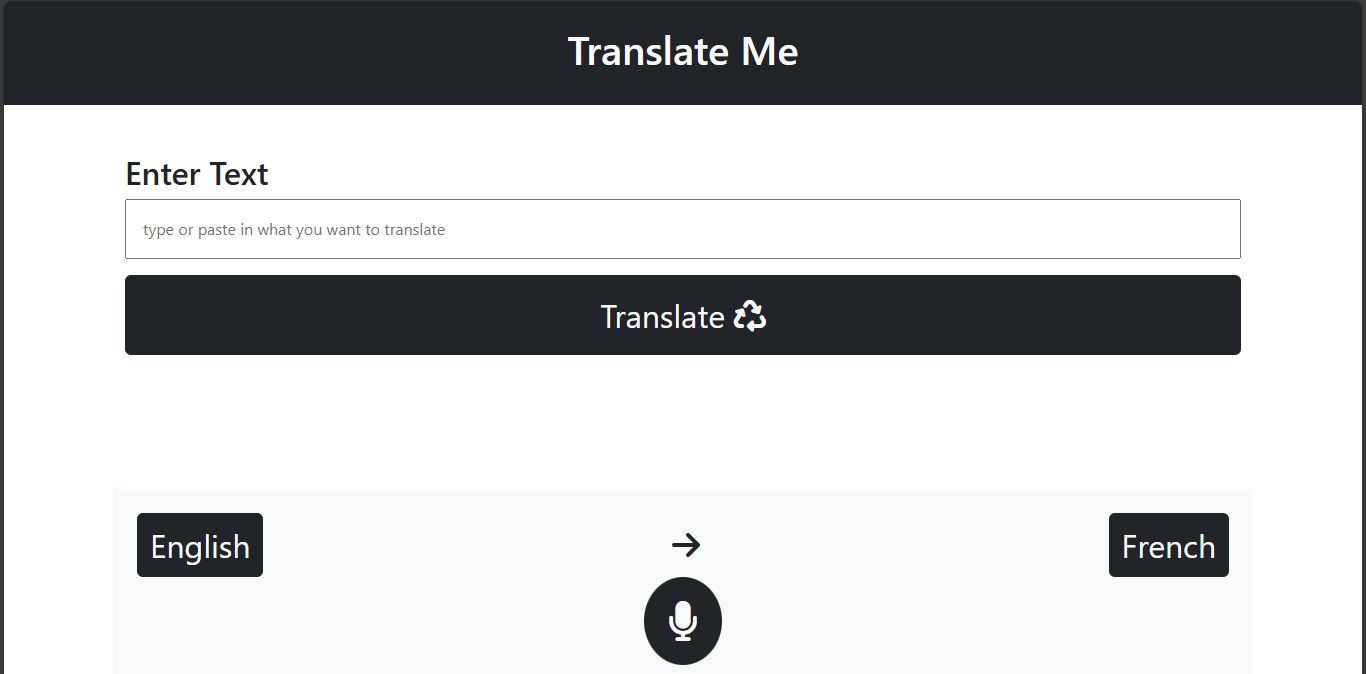 Translate Me
Enter Text
type or paste in what you want to translate
Translate
English
French